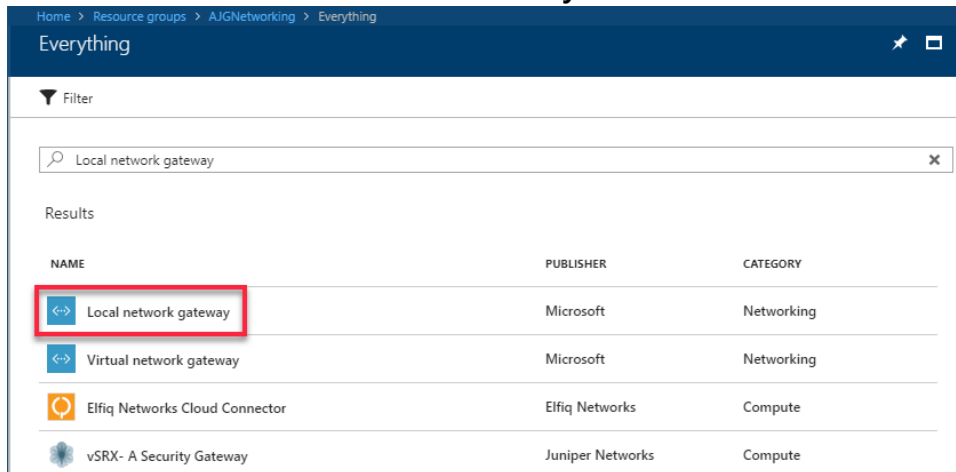 Home > Resource groups > AJGNetworking > Everything
Everything
Filter
Local network gateway
Results
NAME PUBLISHER CATEGORY
Local network gateway Microsoft Networking
Virtual network gateway Microsoft Networking
Elfiq Networks Cloud Connector Elfiq Networks Compute
vSRX- A Security Gateway Juniper Networks Compute